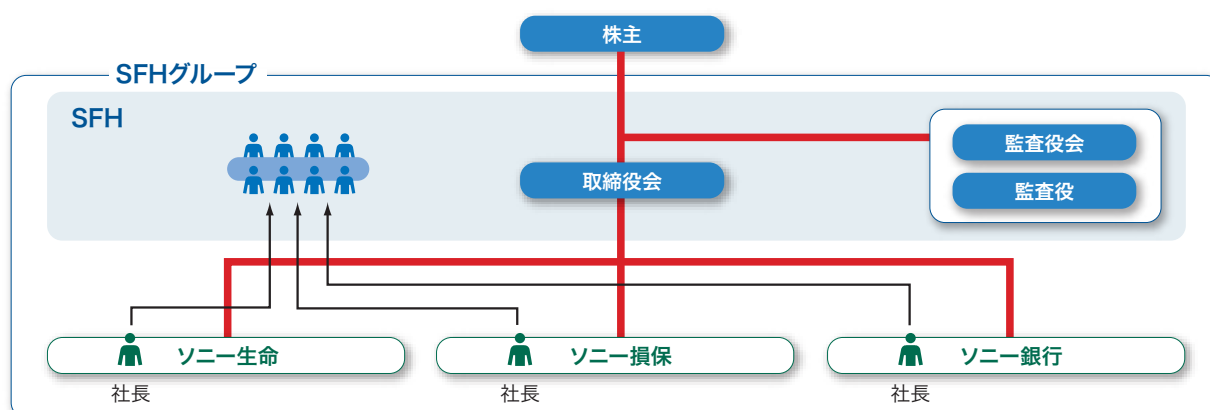 株主
SFHグループ
SFH
監査役会
取締役会
監査役
ソニー生命
ソニー損保
ソニー銀行
社長
社長
社長